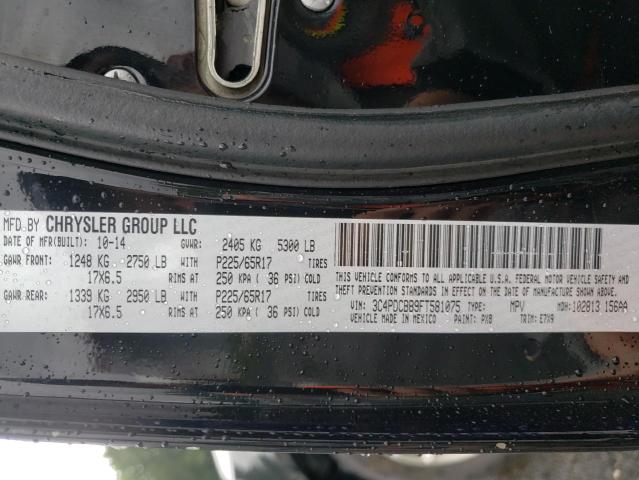 MFD BY CHRYSLER GROUP LLC
DATE OF MFR(BUILT): 10-14 GVWR: 2405 KG 5300 LB
GAWR FRONT: 1248 KG 2750 LB WITH P225/65R17 TIRES
17X6.5 RIMS AT 250 KPA ( 36 PSI) COLD
GAWR REAR: 1339 KG 2950 LB WITH P225/65R17 TIRES
17X6.5 RIMS AT 250 KPA ( 36 PSI) COLD
THIS VEHICLE CONFORMS TO ALL APPLICABLE U.S.A. FEDERAL MOTOR VEHICLE SAFETY
AND THEFT PREVENTION STANDARDS IN EFFECT ON THE DATE OF MANUFACTURE SHOWN ABOVE.
VIN: 3C4PDCBB9FT581075 TYPE: MPV MDH: 102813 156AA
VEHICLE MADE IN MEXICO PAINT: PX8 TRIM: E7X9